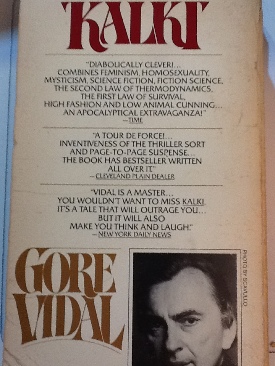 KALKI
"DIABOLICALLY CLEVER!...
COMBINES FEMINISM, HOMOSEXUALITY,
MYSTICISM, SCIENCE FICTION, FICTION SCIENCE,
THE SECOND LAW OF THERMODYNAMICS,
THE FIRST LAW OF SURVIVAL,
HIGH FASHION AND LOW ANIMAL CUNNING...
AN APOCALYPTICAL EXTRAVAGANZA!"
—TIME
"A TOUR DE FORCE!...
INVENTIVENESS OF THE THRILLER SORT
AND PAGE-TO-PAGE SUSPENSE.
THE BOOK HAS BESTSELLER WRITTEN
ALL OVER IT."
—CLEVELAND PLAIN DEALER
"VIDAL IS A MASTER...
YOU WOULDN'T WANT TO MISS KALKI.
IT'S A TALE THAT WILL OUTRAGE YOU...
BUT IT WILL ALSO
MAKE YOU THINK AND LAUGH."
—NEW YORK DAILY NEWS
GORE
VIDAL
PHOTO BY